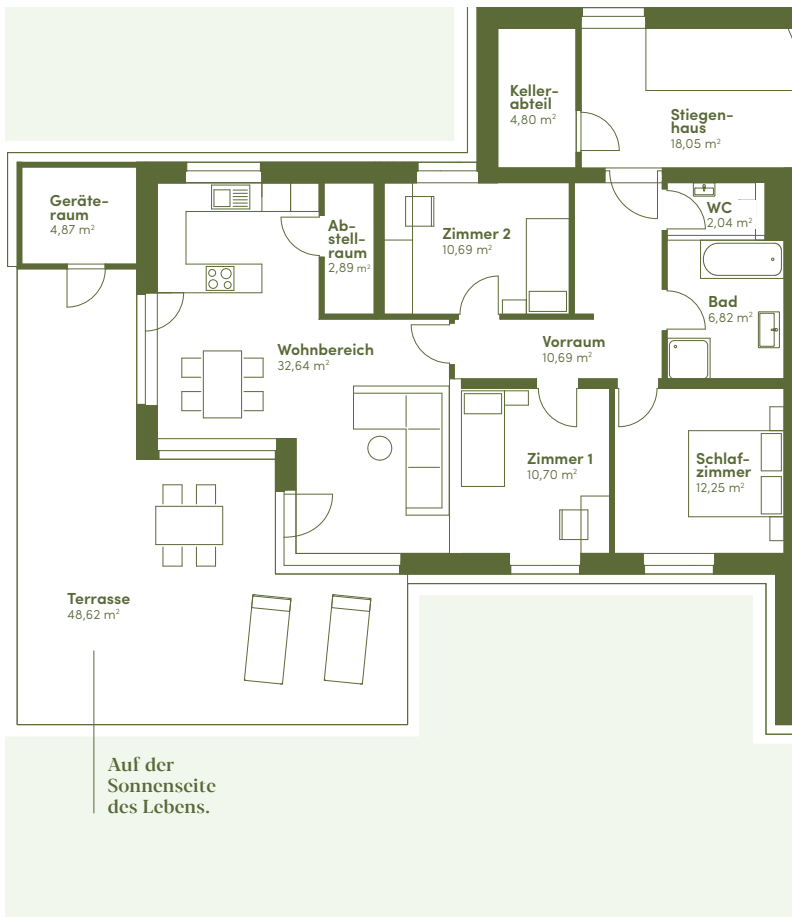 Keller-
abteil
4,80 m²
Stiegen-
haus
18,05 m²
Geräte-
raum
4,87 m²
Ab-
stell-
raum
2,89 m²
Zimmer 2
10,69 m²
WC
2,04 m²
Bad
6,82 m²
Wohnbereich
32,64 m²
Vorraum
10,69 m²
Zimmer 1
10,70 m²
Schlaf-
zimmer
12,25 m²
Terrasse
48,62 m²
Auf der
Sonnenseite
des Lebens.